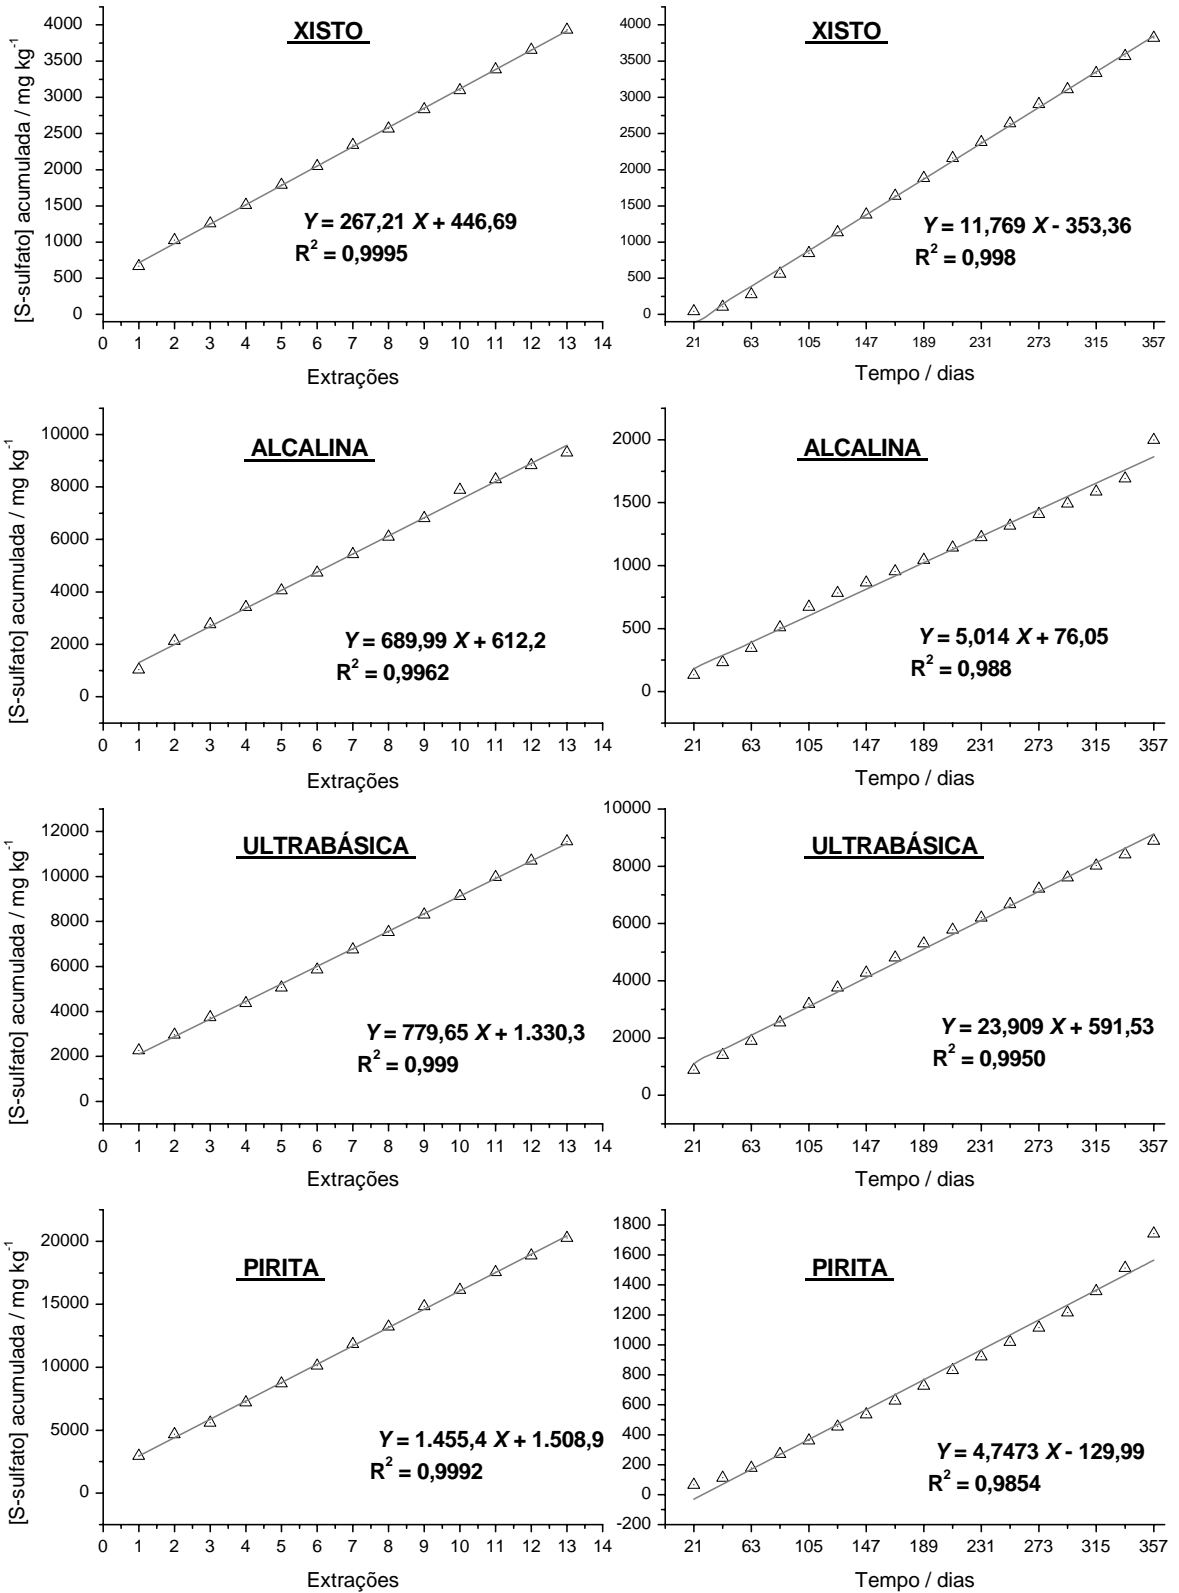 XISTO
[S-sulfato] acumulada / mg kg-1
4000
3500
3000
2500
2000
1500
1000
500
0
Y = 267,21 X + 446,69
R2 = 0,9995
0 1 2 3 4 5 6 7 8 9 10 11 12 13 14
Extrações
XISTO
4000
3500
3000
2500
2000
1500
1000
500
0
Y = 11,769 X - 353,36
R2 = 0,998
21 63 105 147 189 231 273 315 357
Tempo / dias
ALCALINA
[S-sulfato] acumulada / mg kg-1
10000
8000
6000
4000
2000
0
Y = 689,99 X + 612,2
R2 = 0,9962
0 1 2 3 4 5 6 7 8 9 10 11 12 13 14
Extrações
ALCALINA
2000
1500
1000
500
0
Y = 5,014 X + 76,05
R2 = 0,988
21 63 105 147 189 231 273 315 357
Tempo / dias
ULTRABÁSICA
[S-sulfato] acumulada / mg kg-1
12000
10000
8000
6000
4000
2000
0
Y = 779,65 X + 1.330,3
R2 = 0,999
0 1 2 3 4 5 6 7 8 9 10 11 12 13 14
Extrações
ULTRABÁSICA
10000
8000
6000
4000
2000
0
Y = 23,909 X + 591,53
R2 = 0,9950
21 63 105 147 189 231 273 315 357
Tempo / dias
PIRITA
[S-sulfato] acumulada / mg kg-1
20000
15000
10000
5000
0
Y = 1.455,4 X + 1.508,9
R2 = 0,9992
0 1 2 3 4 5 6 7 8 9 10 11 12 13 14
Extrações
PIRITA
1800
1600
1400
1200
1000
800
600
400
200
0
-200
Y = 4,7473 X - 129,99
R2 = 0,9854
21 63 105 147 189 231 273 315 357
Tempo / dias